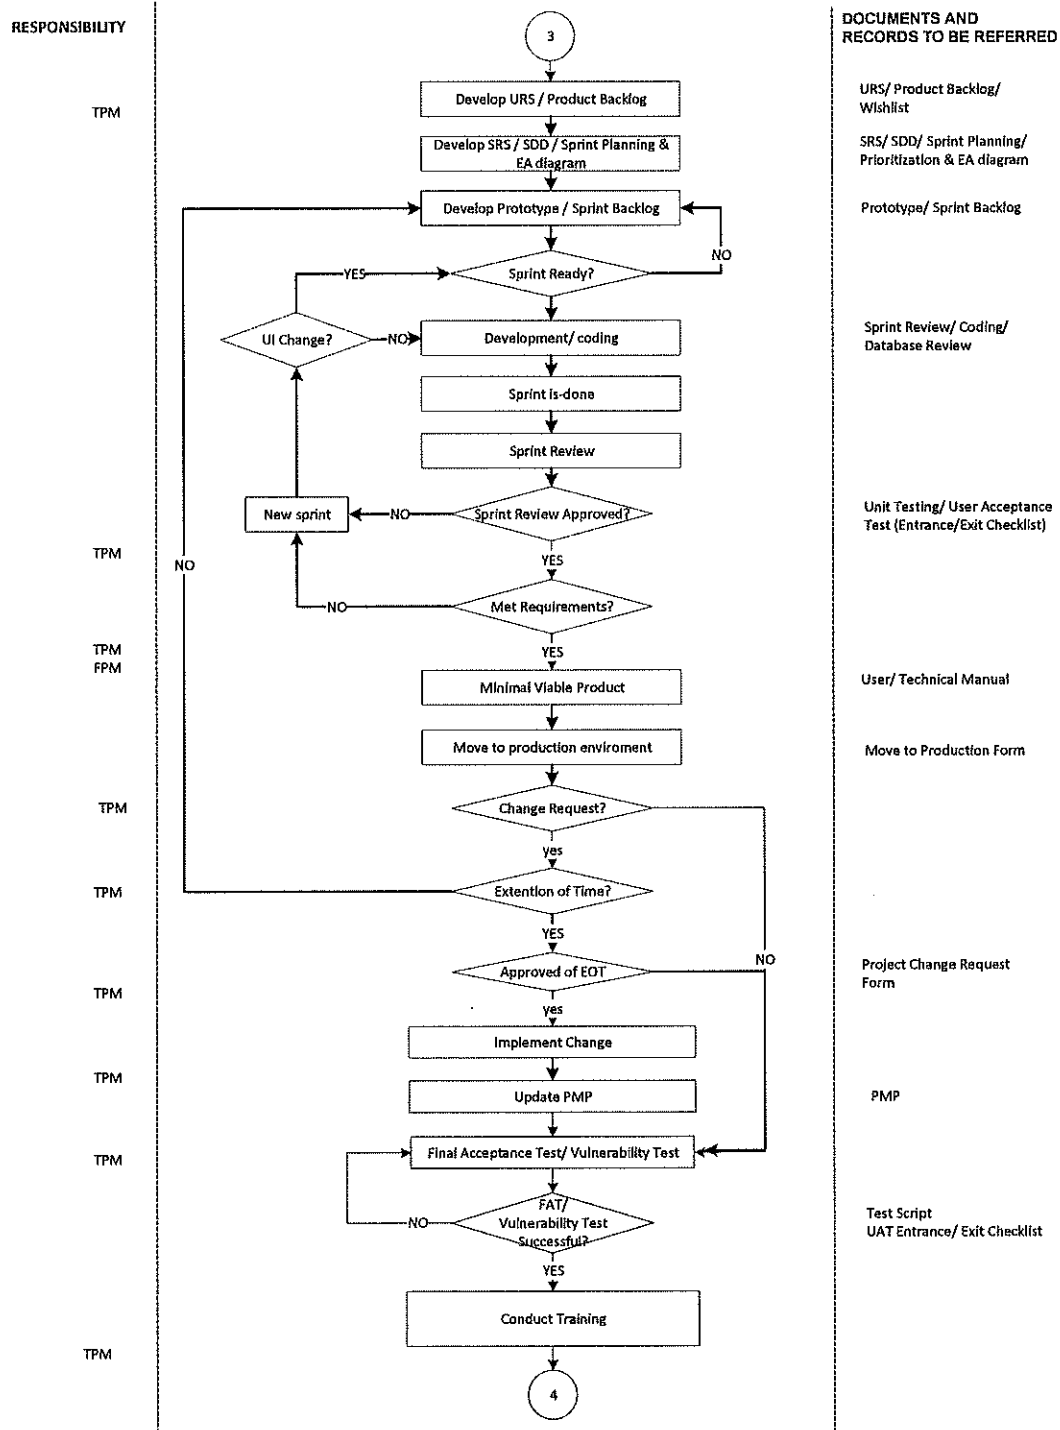 RESPONSIBILITY
DOCUMENTS AND
RECORDS TO BE REFERRED
3
TPM
Develop URS / Product Backlog
URS/ Product Backlog/
Wishlist
Develop SRS / SDD / Sprint Planning &
EA diagram
SRS/ SDD/ Sprint Planning/
Prioritization & EA diagram
Develop Prototype / Sprint Backlog
Prototype/ Sprint Backlog
NO
YES
Sprint Ready?
UI Change?
NO
Development/ coding
Sprint Review/ Coding/
Database Review
Sprint is-done
Sprint Review
New sprint
NO
Sprint Review Approved?
Unit Testing/ User Acceptance
Test (Entrance/Exit Checklist)
TPM
NO
YES
NO
Met Requirements?
TPM
FPM
YES
Minimal Viable Product
User/ Technical Manual
Move to production enviroment
Move to Production Form
TPM
Change Request?
yes
TPM
Extention of Time?
YES
NO
Approved of EOT
Project Change Request
Form
TPM
yes
Implement Change
TPM
Update PMP
PMP
TPM
Final Acceptance Test/ Vulnerability Test
NO
FAT/
Vulnerability Test
Successful?
Test Script
UAT Entrance/ Exit Checklist
YES
Conduct Training
TPM
4